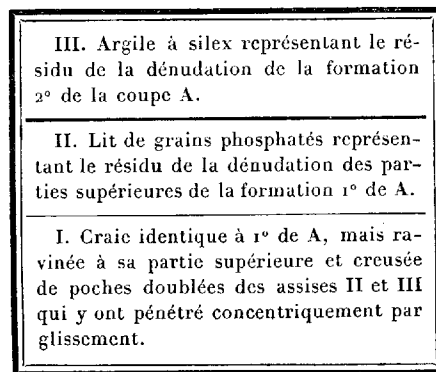 III. Argile à silex représentant le ré-
sidu de la dénudation de la formation
2° de la coupe A.
II. Lit de grains phosphatés représen-
tant le résidu de la dénudation des par-
ties supérieures de la formation 1° de A.
I. Craie identique à 1° de A, mais ra-
vinée à sa partie supérieure et creusée
de poches doublées des assises II et III
qui y ont pénétré concentriquement par
glissement.